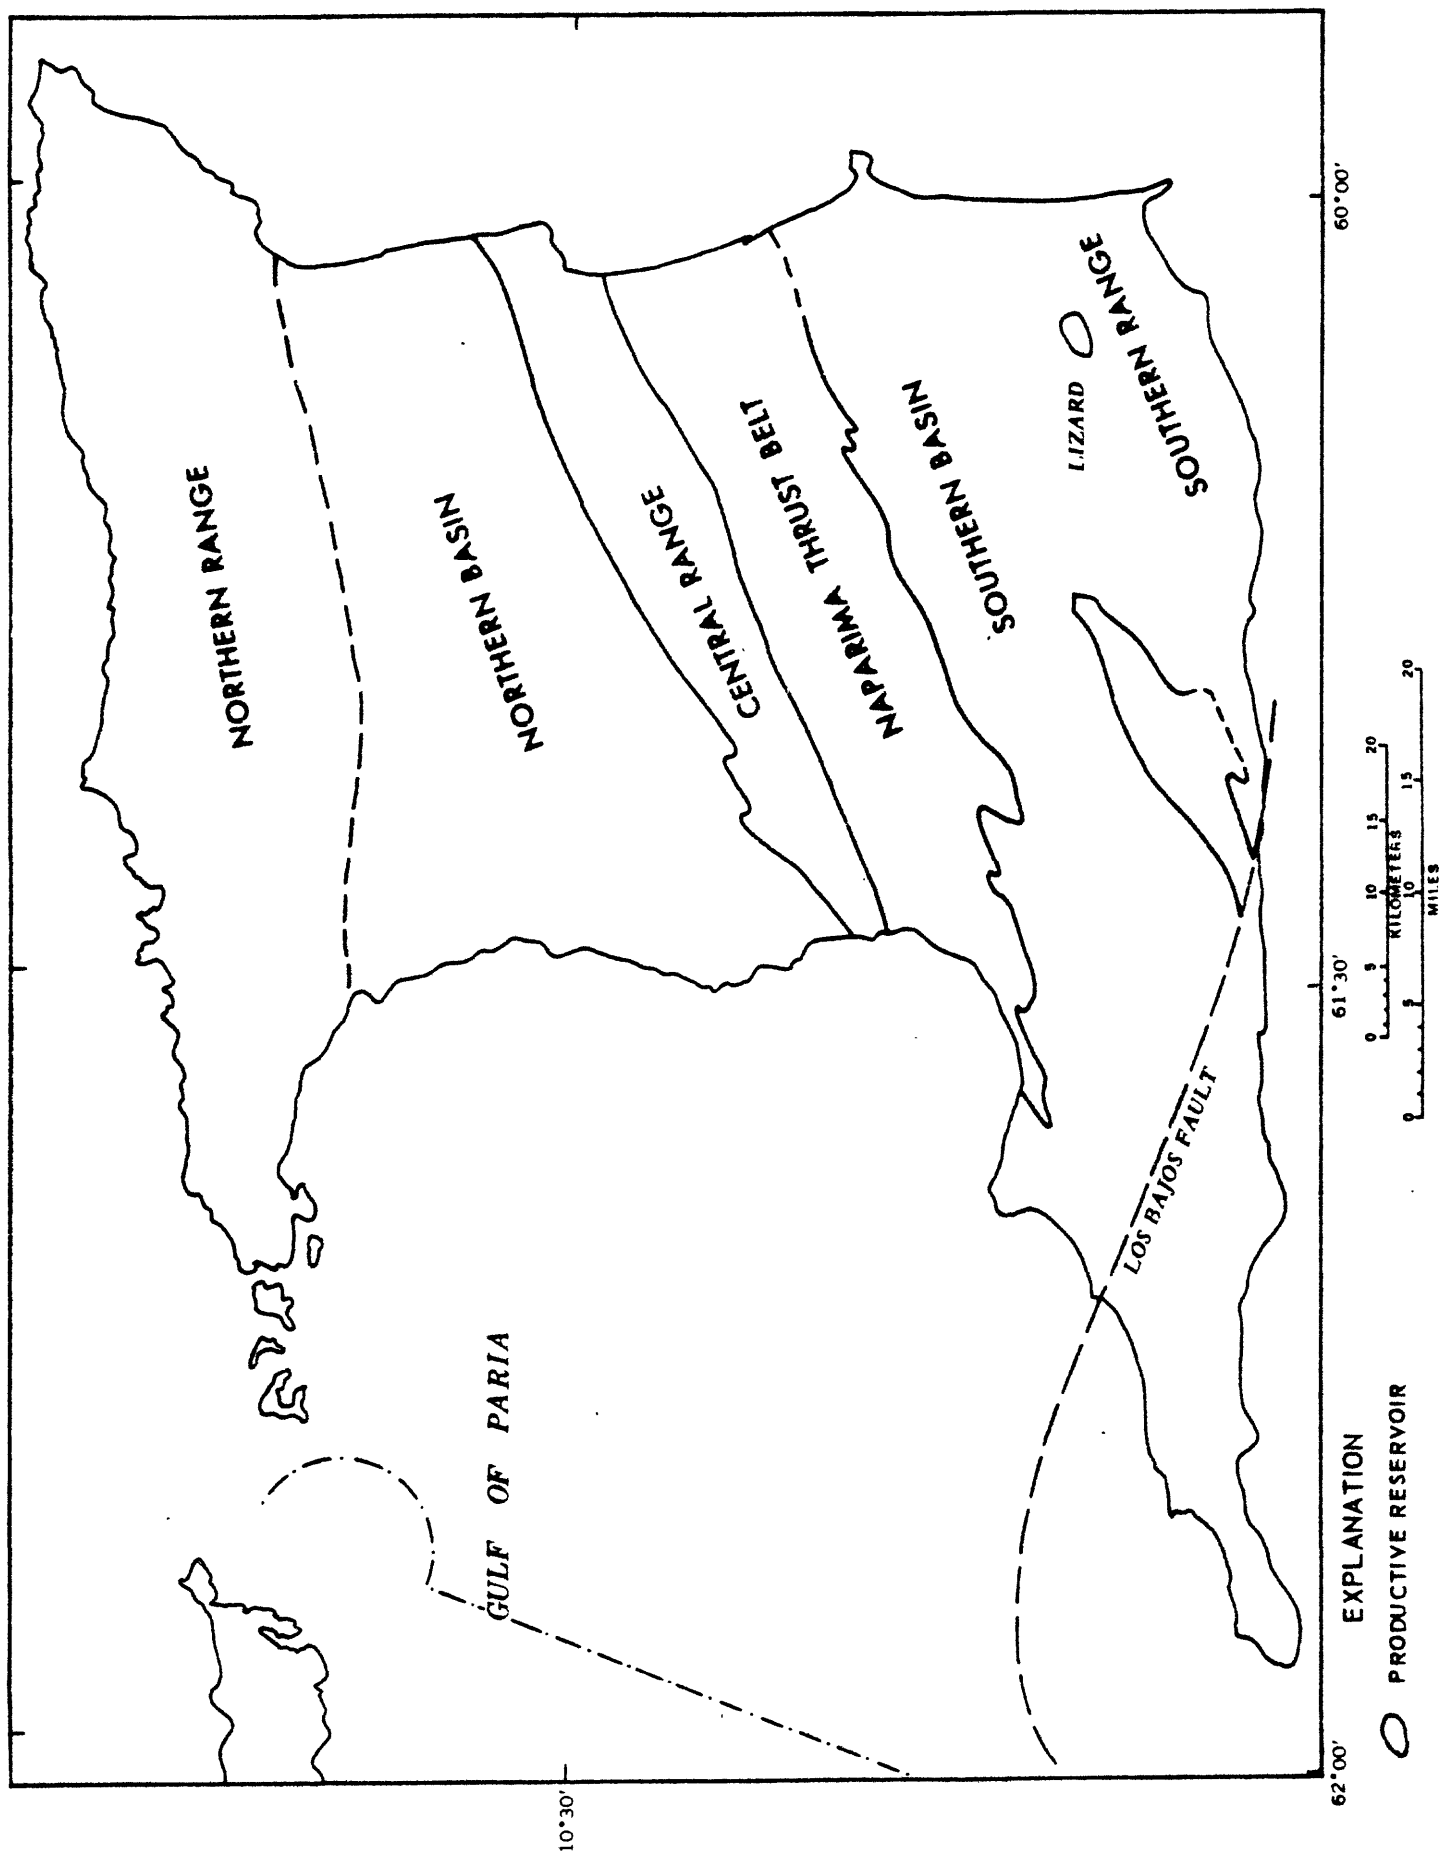 NORTHERN RANGE
NORTHERN BASIN
CENTRAL RANGE
NAPARIMA THRUST BELT
SOUTHERN BASIN
LIZARD
SOUTHERN RANGE
GULF OF PARIA
LOS BAJOS FAULT
10°30'
62°00'
61°30'
60°00'
EXPLANATION
PRODUCTIVE RESERVOIR
0 5 10 15 20
KILOMETERS
0 5 10 15 20
MILES